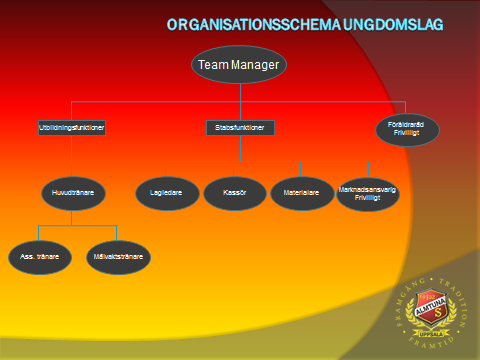 ORGANISATIONSSCHEMA UNGDOMSLAG
Team Manager
Utbildningsfunktioner
Stabsfunktioner
Föräldraråd
Frivilligt
Huvudtränare
Lagledare
Kassör
Materialare
Marknadsansvarig
Frivilligt
Ass. tränare
Målvaktstränare
FRAMGÅNG • TRADITION
ALMTUNA
S
UPPSALA
FRAMTID